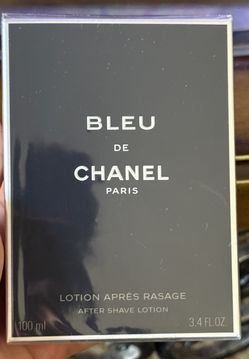 BLEU
DE
CHANEL
PARIS
LOTION APRÈS RASAGE
AFTER SHAVE LOTION
100 ml
3.4 FL.OZ.